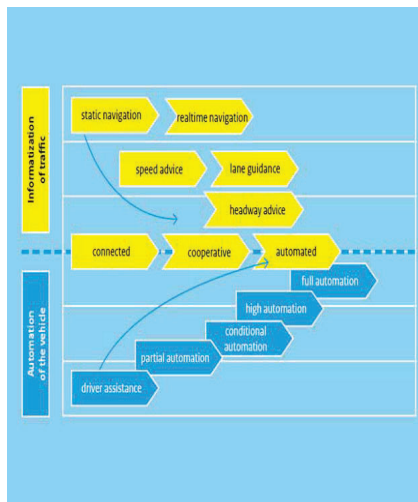 Informatization
of traffic
static navigation
realtime navigation
speed advice
lane guidance
headway advice
connected
cooperative
automated
Automation
of the vehicle
full automation
high automation
conditional
automation
partial automation
driver assistance